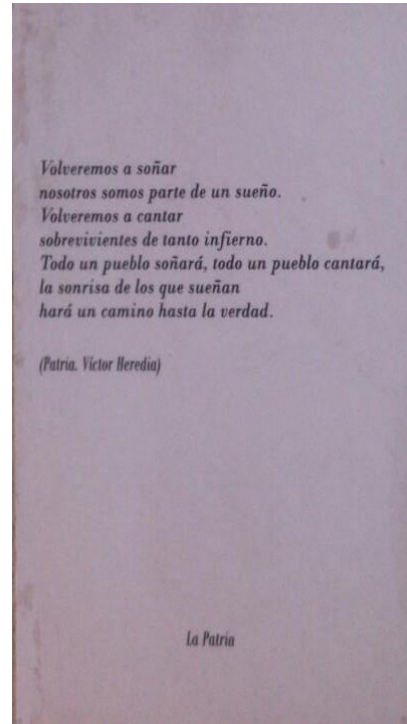 Volveremos a soñar
nosotros somos parte de un sueño.
Volveremos a cantar
sobrevivientes de tanto infierno.
Todo un pueblo soñará, todo un pueblo cantará,
la sonrisa de los que sueñan
hará un camino hasta la verdad.
(Patria. Víctor Heredia)
La Patria